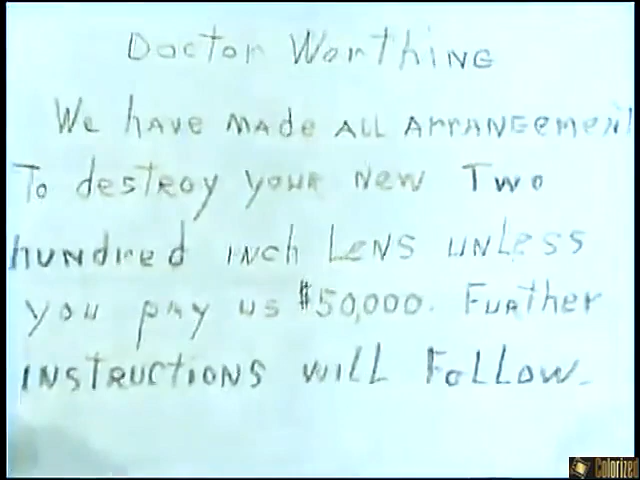 Doctor Worthing
We have made all arrangement
To destroy your new Two
hundred inch Lens unless
you pay us $50,000. Further
instructions will Follow.
Colorized